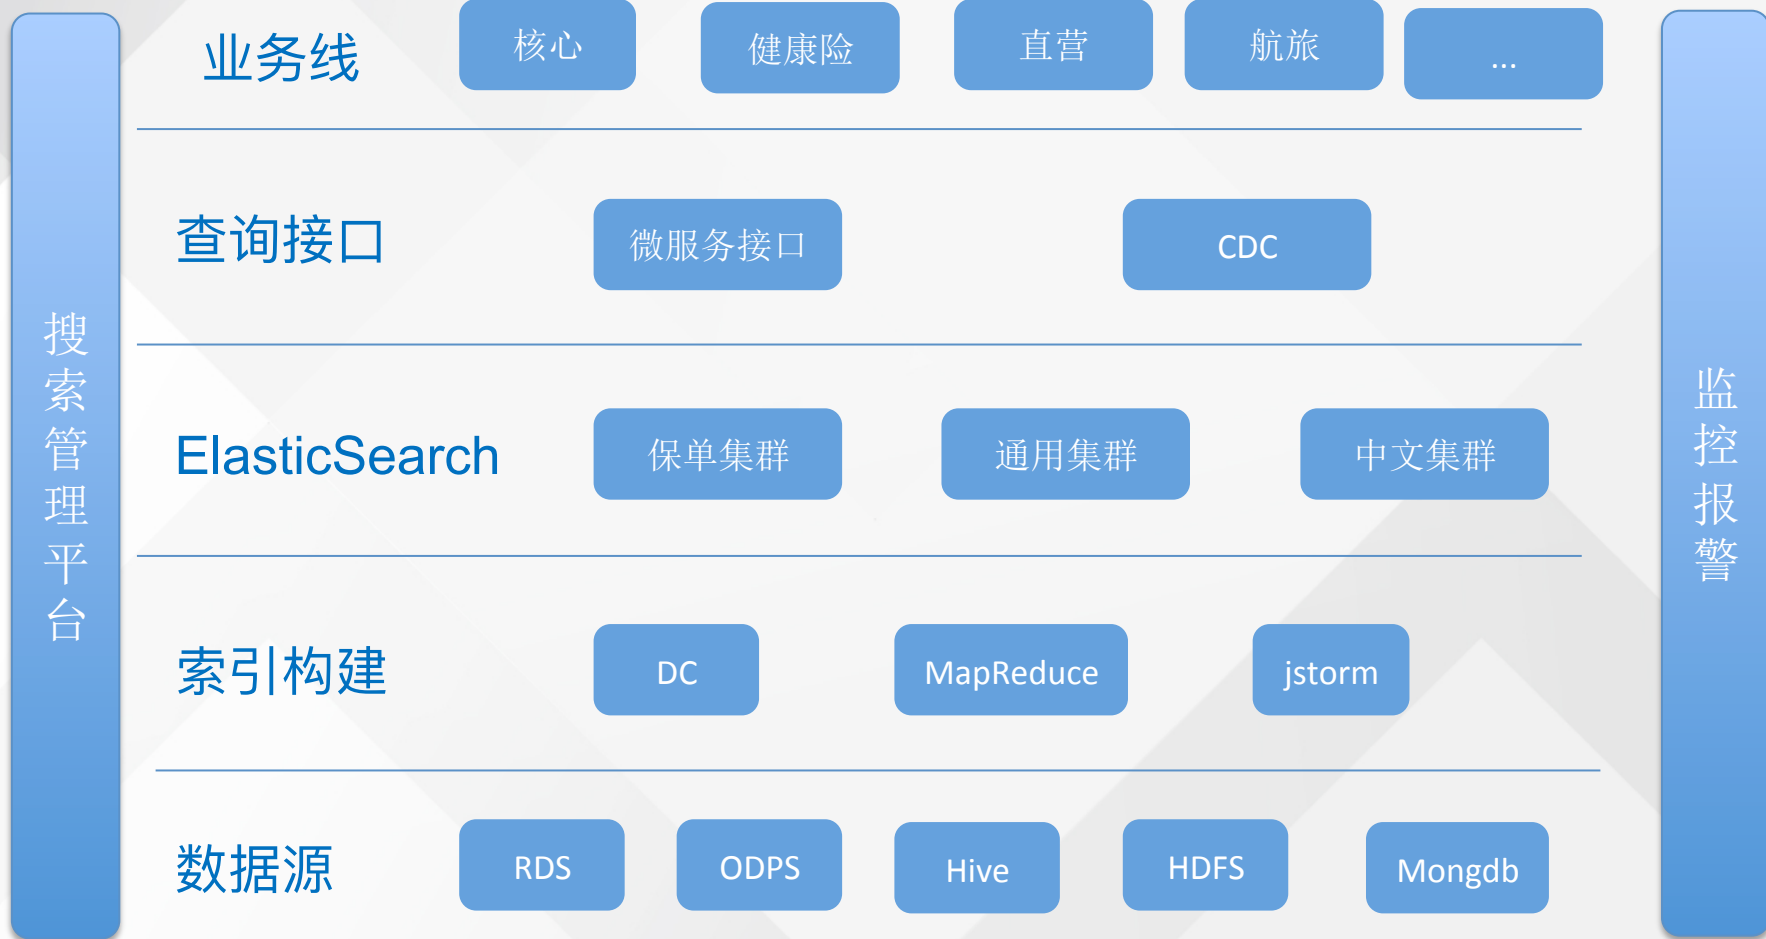 搜索管理平台
业务线
核心
健康险
直营
航旅
...
查询接口
微服务接口
CDC
ElasticSearch
保单集群
通用集群
中文集群
索引构建
DC
MapReduce
jstorm
数据源
RDS
ODPS
Hive
HDFS
Mongdb
监控报警